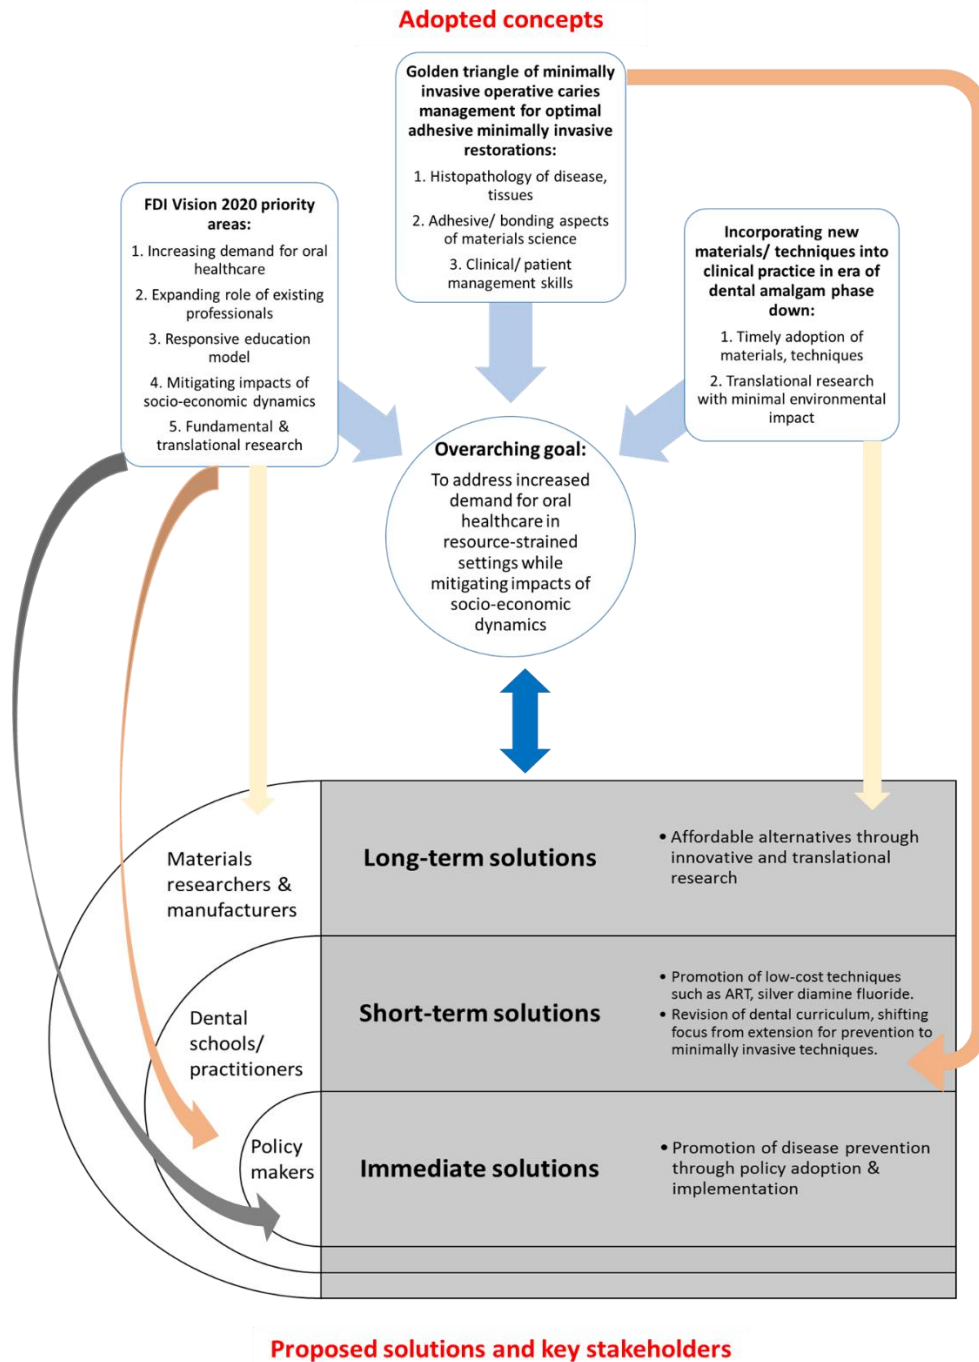 Adopted concepts
Golden triangle of minimally
invasive operative caries
management for optimal
adhesive minimally invasive
restorations:
1. Histopathology of disease,
tissues
2. Adhesive/ bonding aspects
of materials science
3. Clinical/ patient
management skills
FDI Vision 2020 priority
areas:
1. Increasing demand for oral
healthcare
2. Expanding role of existing
professionals
3. Responsive education
model
4. Mitigating impacts of
socio-economic dynamics
5. Fundamental &
translational research
Incorporating new
materials/ techniques into
clinical practice in era of
dental amalgam phase
down:
1. Timely adoption of
materials, techniques
2. Translational research
with minimal environmental
impact
Overarching goal:
To address increased
demand for oral
healthcare in
resource-strained
settings while
mitigating impacts of
socio-economic
dynamics
Materials
researchers &
manufacturers
Long-term solutions
• Affordable alternatives through
innovative and translational
research
Dental
schools/
practitioners
Short-term solutions
• Promotion of low-cost techniques
such as ART, silver diamine fluoride.
• Revision of dental curriculum, shifting
focus from extension for prevention to
minimally invasive techniques.
Policy
makers
Immediate solutions
• Promotion of disease prevention
through policy adoption &
implementation
Proposed solutions and key stakeholders